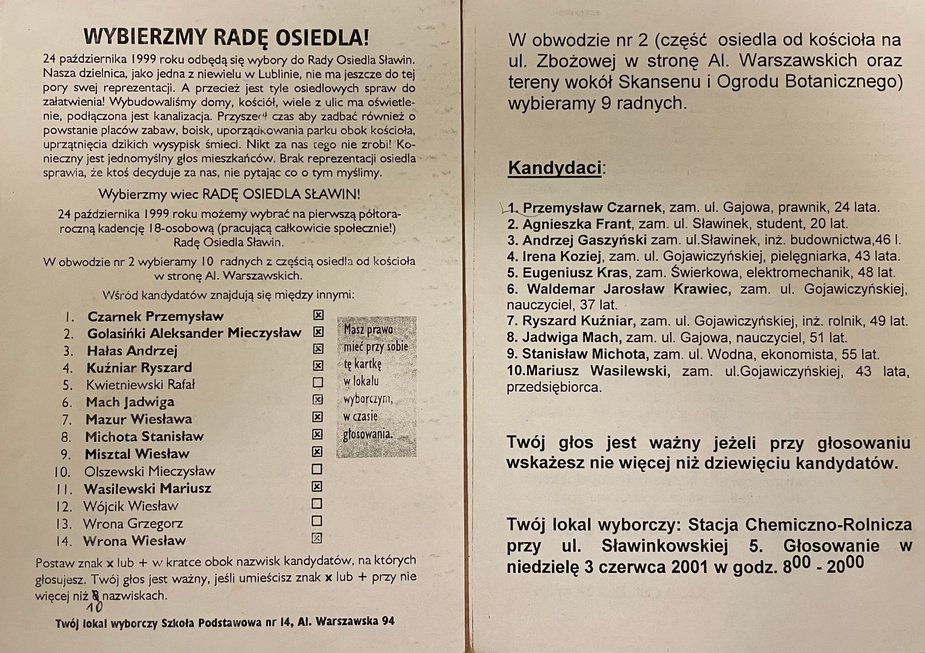 WYBIERZMY RADĘ OSIEDLA!
24 października 1999 roku odbędą się wybory do Rady Osiedla Sławin.
Nasza dzielnica, jako jedna z niewielu w Lublinie, nie ma jeszcze do tej
pory swej reprezentacji. A przecież jest tyle osiedlowych spraw do
załatwienia! Wybudowaliśmy domy, kościół, wiele z ulic ma oświetle-
nie, podłączona jest kanalizacja. Przyszedł czas aby zadbać również o
powstanie placów zabaw, boisk, uporządkowania parku obok kościoła,
uprzątnięcia dzikich wysypisk śmieci. Nikt za nas tego nie zrobi! Ko-
nieczny jest jednomyślny głos mieszkańców. Brak reprezentacji osiedla
sprawia, że ktoś decyduje za nas, nie pytając co o tym myślimy.
Wybierzmy wiec RADĘ OSIEDLA SŁAWIN!
24 października 1999 roku możemy wybrać na pierwszą półtora-
roczną kadencję 18-osobową (pracującą całkowicie społecznie!)
Radę Osiedla Sławin.
W obwodzie nr 2 wybieramy 10 radnych z częścią osiedla od kościoła
w stronę Al. Warszawskich.
Wśród kandydatów znajdują się między innymi:
1. Czarnek Przemysław
2. Golasiński Aleksander Mieczysław
3. Hałas Andrzej
4. Kuźniar Ryszard
5. Kwietniewski Rafał
6. Mach Jadwiga
7. Mazur Wiesława
8. Michota Stanisław
9. Misztal Wiesław
10. Olszewski Mieczysław
11. Wasilewski Mariusz
12. Wójcik Wiesław
13. Wrona Grzegorz
14. Wrona Wiesław
Masz prawo
mieć przy sobie
tę kartkę
w lokalu
wyborczym,
w czasie
głosowania.
Postaw znak x lub + w kratce obok nazwisk kandydatów, na których
głosujesz. Twój głos jest ważny, jeśli umieścisz znak x lub + przy nie
więcej niż 10 nazwiskach.
Twój lokal wyborczy Szkoła Podstawowa nr 14, Al. Warszawska 94
W obwodzie nr 2 (część osiedla od kościoła na
ul. Zbożowej w stronę Al. Warszawskich oraz
tereny wokół Skansenu i Ogrodu Botanicznego)
wybieramy 9 radnych.
Kandydaci:
1. Przemysław Czarnek, zam. ul. Gajowa, prawnik, 24 lata.
2. Agnieszka Frant, ul. Sławinek, student, 20 lat.
3. Andrzej Gaszyński zam. ul.Sławinek, inż. budownictwa,46 l.
4. Irena Koziej, zam. ul. Gojawiczyńskiej, pielęgniarka, 43 lata.
5. Eugeniusz Kras, zam. Świerkowa, elektromechanik, 48 lat.
6. Waldemar Jarosław Krawiec, zam. ul. Gojawiczyńskiej,
nauczyciel, 37 lat.
7. Ryszard Kuźniar, zam. ul. Gojawiczyńskiej, inż. rolnik, 49 lat.
8. Jadwiga Mach, zam. ul. Gajowa, nauczyciel, 51 lat.
9. Stanisław Michota, zam. ul. Wodna, ekonomista, 55 lat.
10.Mariusz Wasilewski, zam. ul.Gojawiczyńskiej, 43 lata,
przedsiębiorca.
Twój głos jest ważny jeżeli przy głosowaniu
wskażesz nie więcej niż dziewięciu kandydatów.
Twój lokal wyborczy: Stacja Chemiczno-Rolnicza
przy ul. Sławinkowskiej 5. Głosowanie w
niedzielę 3 czerwca 2001 w godz. 8⁰⁰ - 20⁰⁰